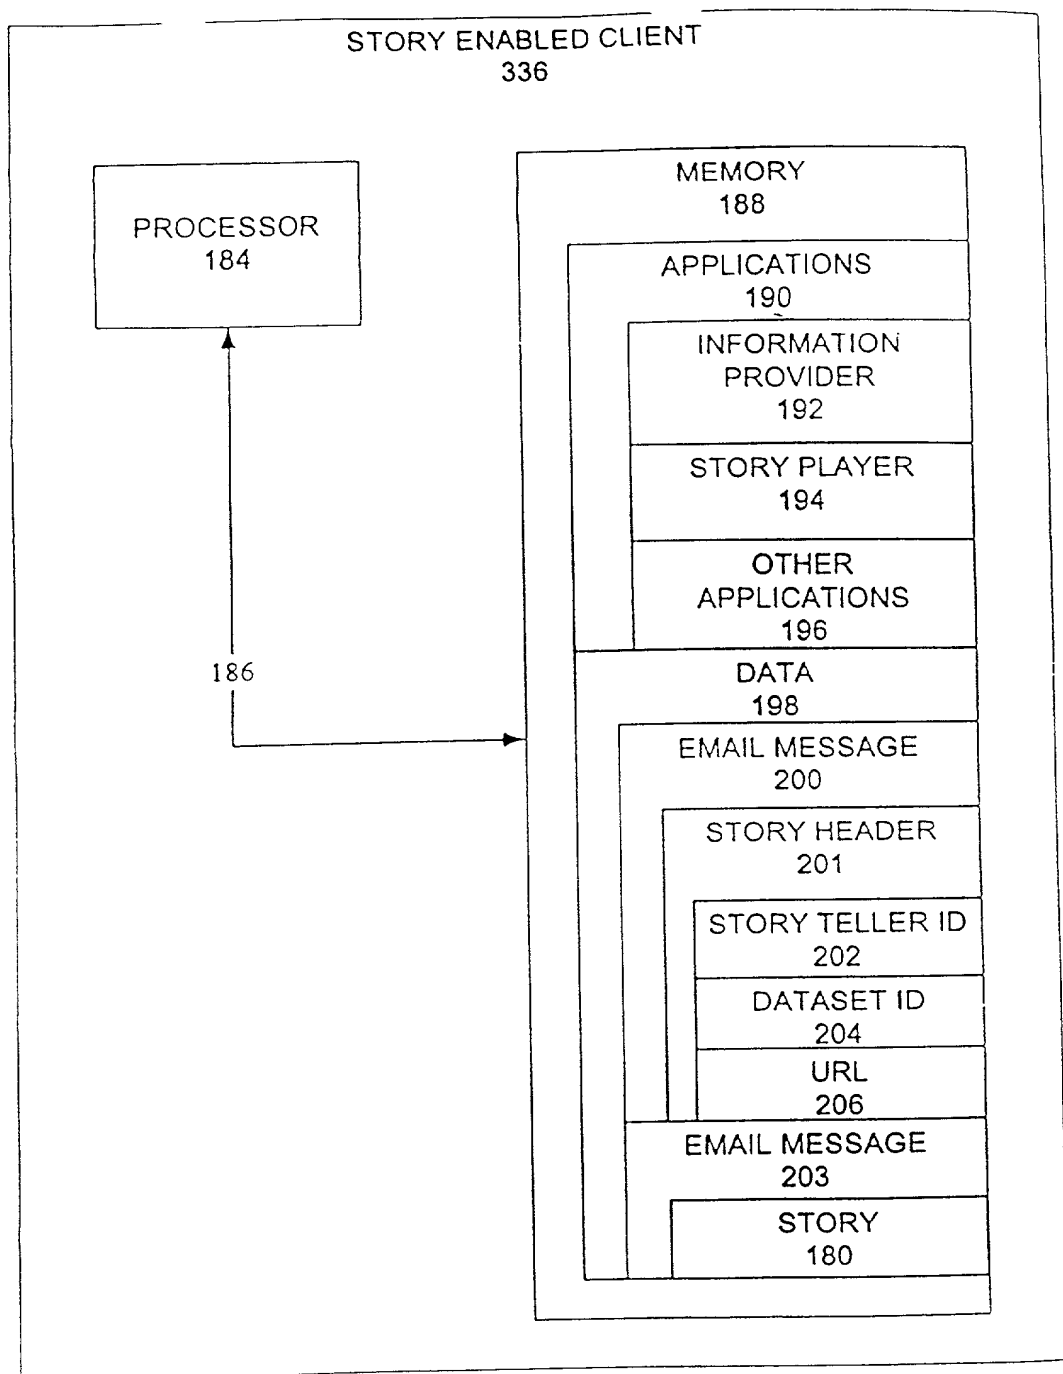 STORY ENABLED CLIENT
336
PROCESSOR
184
186
MEMORY
188
APPLICATIONS
190
INFORMATION
PROVIDER
192
STORY PLAYER
194
OTHER
APPLICATIONS
196
DATA
198
EMAIL MESSAGE
200
STORY HEADER
201
STORY TELLER ID
202
DATASET ID
204
URL
206
EMAIL MESSAGE
203
STORY
180